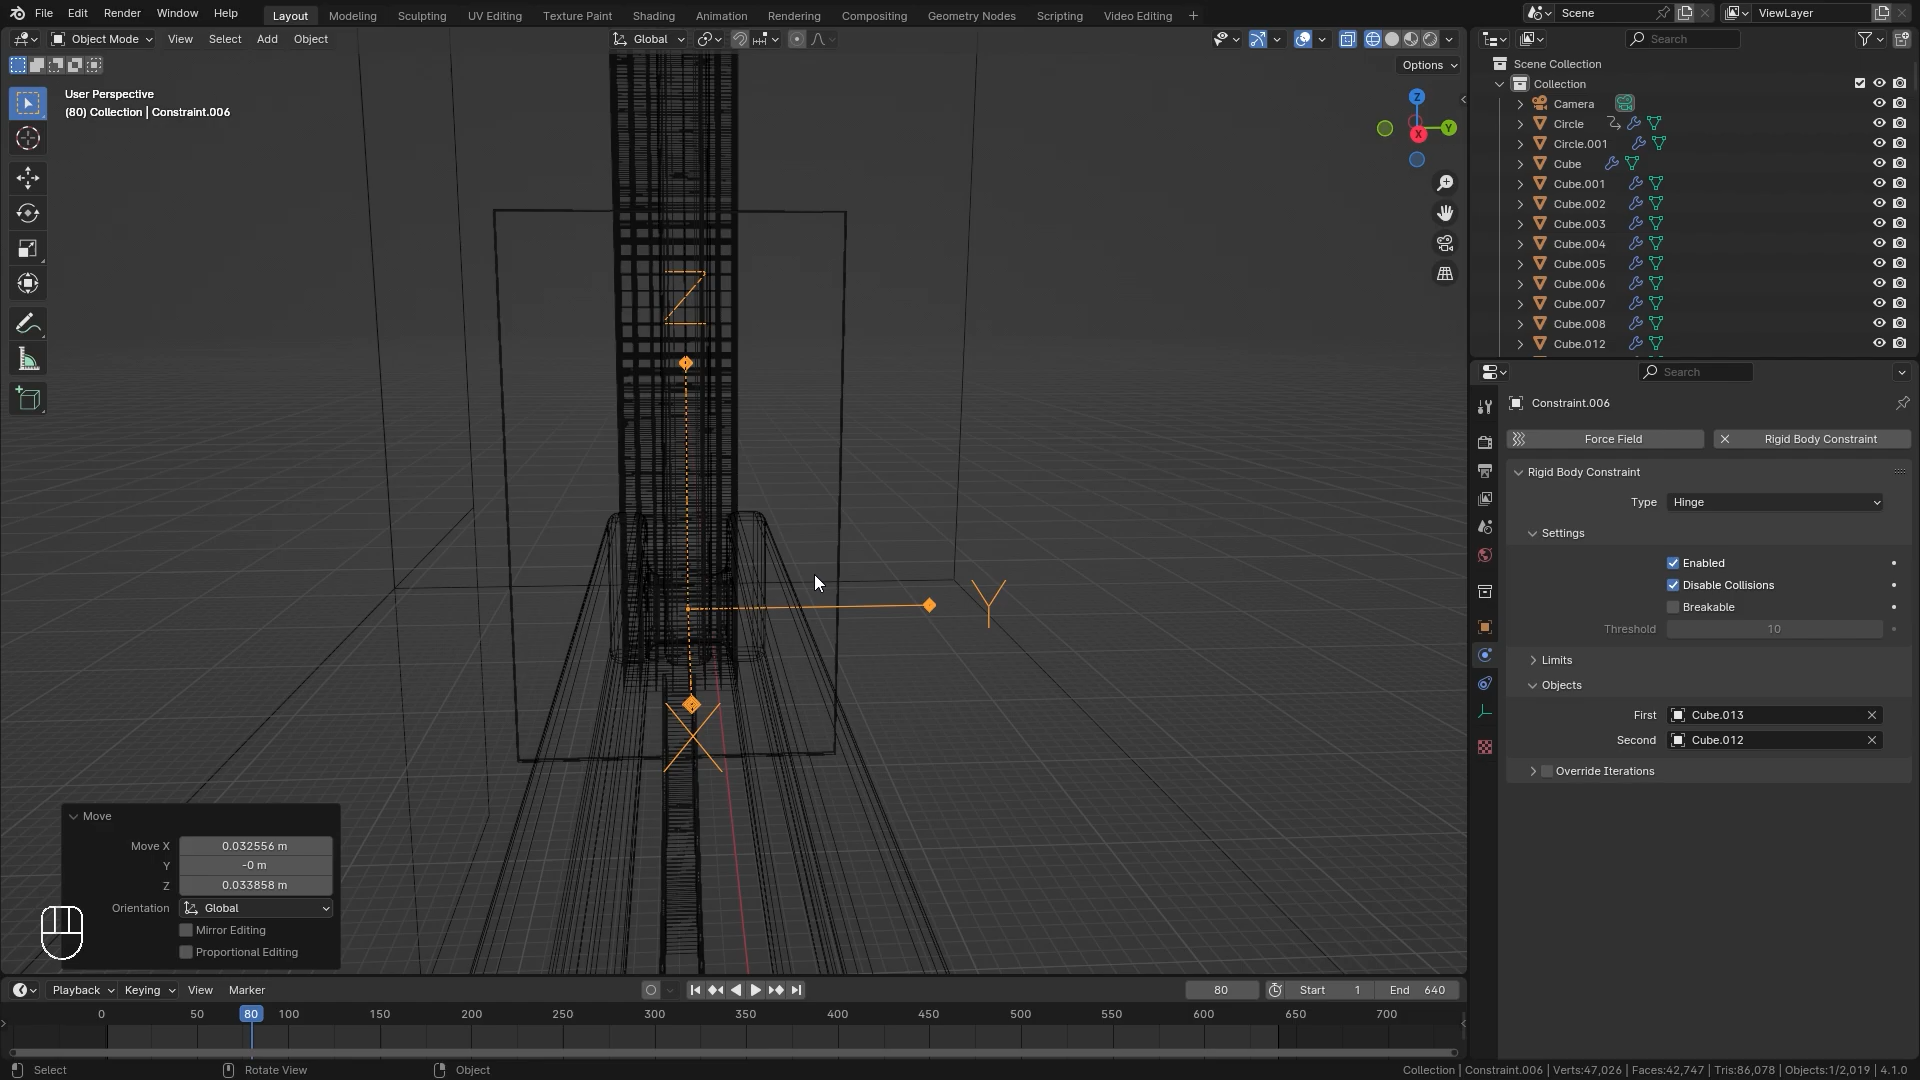 File Edit Render Window Help
Layout Modeling Sculpting UV Editing Texture Paint Shading Animation Rendering Compositing Geometry Nodes Scripting Video Editing
Scene
ViewLayer
Object Mode View Select Add Object
Global
Search
Options
User Perspective
(80) Collection | Constraint.006
Z
X
Y
Z
Y
X
Scene Collection
Collection
Camera
Circle
Circle.001
Cube
Cube.001
Cube.002
Cube.003
Cube.004
Cube.005
Cube.006
Cube.007
Cube.008
Cube.012
Search
Constraint.006
Force Field
Rigid Body Constraint
Rigid Body Constraint
Type Hinge
Settings
Enabled
Disable Collisions
Breakable
Threshold 10
Limits
Objects
First Cube.013
Second Cube.012
Override Iterations
Move
Move X 0.032556 m
Y -0 m
Z 0.033858 m
Orientation Global
Mirror Editing
Proportional Editing
Playback Keying View Marker
80 Start 1 End 640
0 50 80 100 150 200 250 300 350 400 450 500 550 600 650 700
Select Rotate View Object
Collection | Constraint.006 | Verts:47,026 | Faces:42,747 | Tris:86,078 | Objects:1/2,019 | 4.1.0